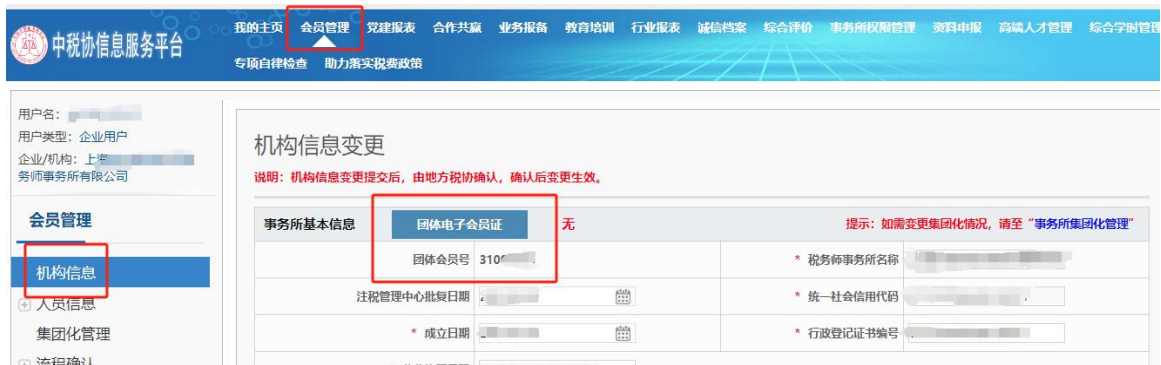 中税协信息服务平台
我的主页 会员管理 党建报表 合作共赢 业务报备 教育培训 行业报表 诚信档案 综合评价 事务所权限管理 资料申报 高端人才管理 综合学时管理
专项自律检查 助力落实税费政策
用户名：
用户类型：企业用户
企业/机构：上海
务师事务所有限公司
会员管理
机构信息
人员信息
集团化管理
流程确认
机构信息变更
说明：机构信息变更提交后，由地方税协确认，确认后变更生效。
事务所基本信息 团体电子会员证 无 提示：如需变更集团化情况，请至“事务所集团化管理”
团体会员号 310 * 税务师事务所名称
注税管理中心批复日期 * 统一社会信用代码
* 成立日期 * 行政登记证书编号